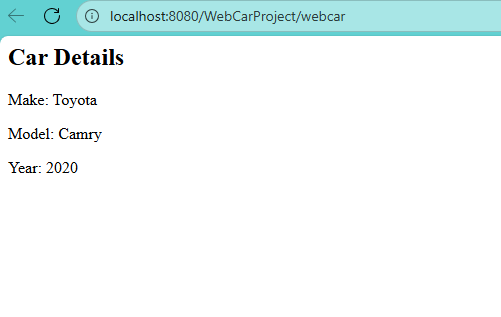 localhost:8080/WebCarProject/webcar
Car Details
Make: Toyota
Model: Camry
Year: 2020